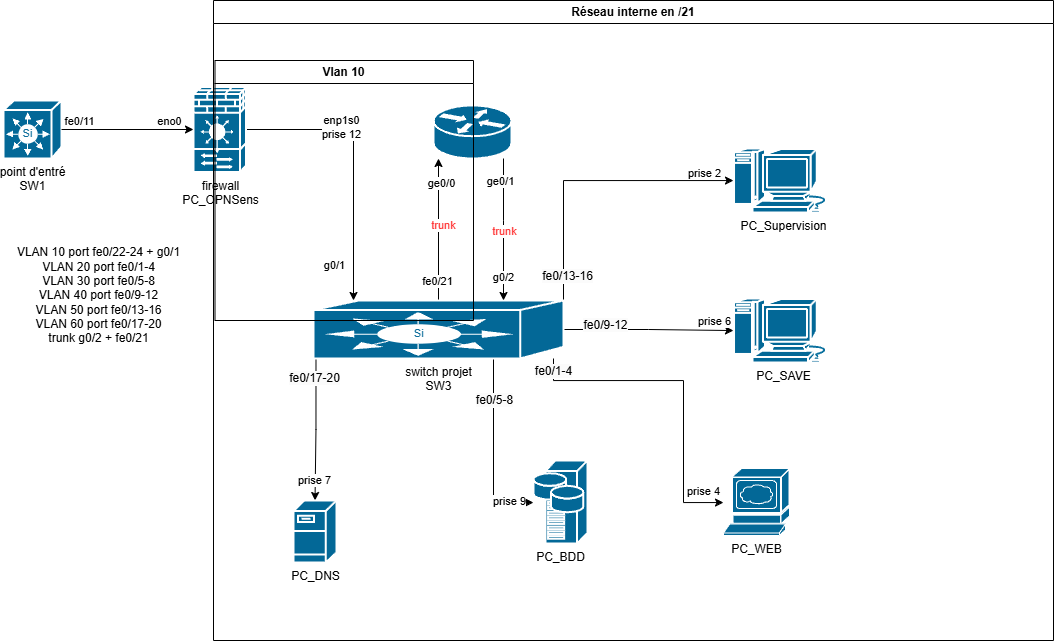 Réseau interne en /21
Vlan 10
fe0/11
eno0
enp1s0
prise 12
Si
point d'entré
SW1
firewall
PC_OPNSens
ge0/0
ge0/1
trunk
trunk
prise 2
PC_Supervision
VLAN 10 port fe0/22-24 + g0/1
VLAN 20 port fe0/1-4
VLAN 30 port fe0/5-8
VLAN 40 port fe0/9-12
VLAN 50 port fe0/13-16
VLAN 60 port fe0/17-20
trunk g0/2 + fe0/21
g0/1
fe0/21
g0/2
fe0/13-16
Si
fe0/9-12
prise 6
PC_SAVE
switch projet
SW3
fe0/17-20
fe0/5-8
fe0/1-4
prise 7
prise 9
prise 4
PC_DNS
PC_BDD
PC_WEB